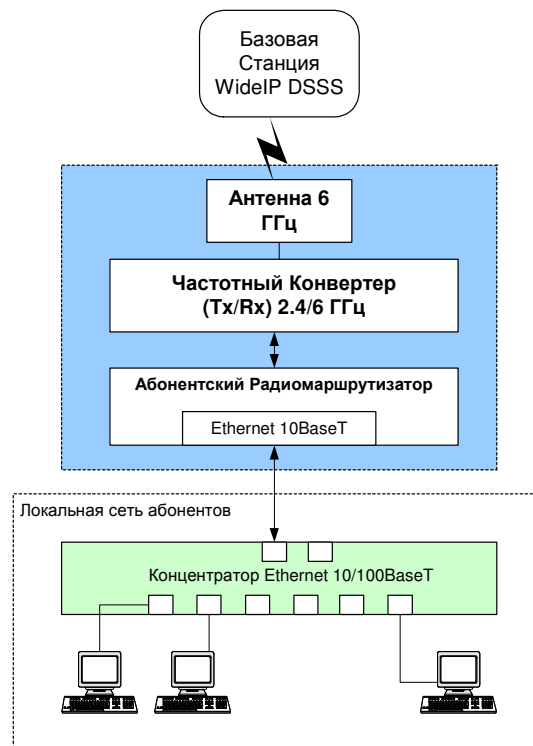 Базовая
Станция
WideIP DSSS
Антенна 6
ГГц
Частотный Конвертер
(Tx/Rx) 2.4/6 ГГц
Абонентский Радиомаршрутизатор
Ethernet 10BaseT
Локальная сеть абонентов
Концентратор Ethernet 10/100BaseT